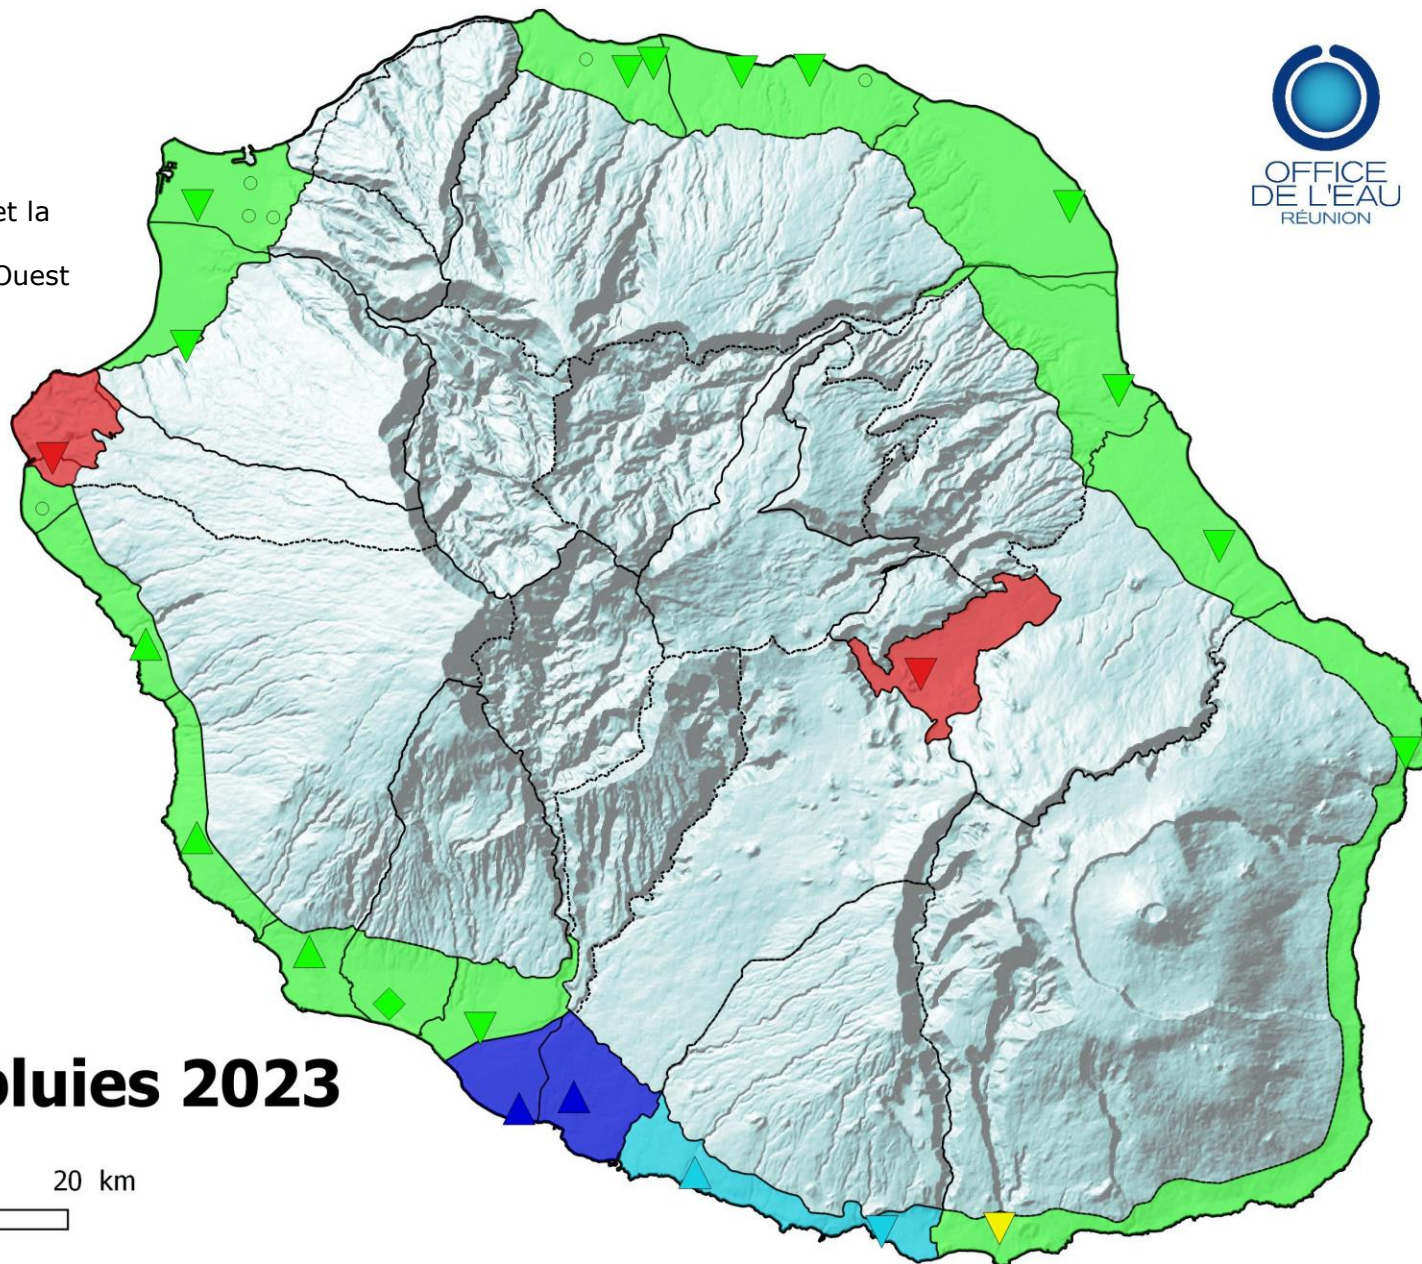 et la
Ouest
OFFICE
DE L'EAU
RÉUNION
pluies 2023
20 km